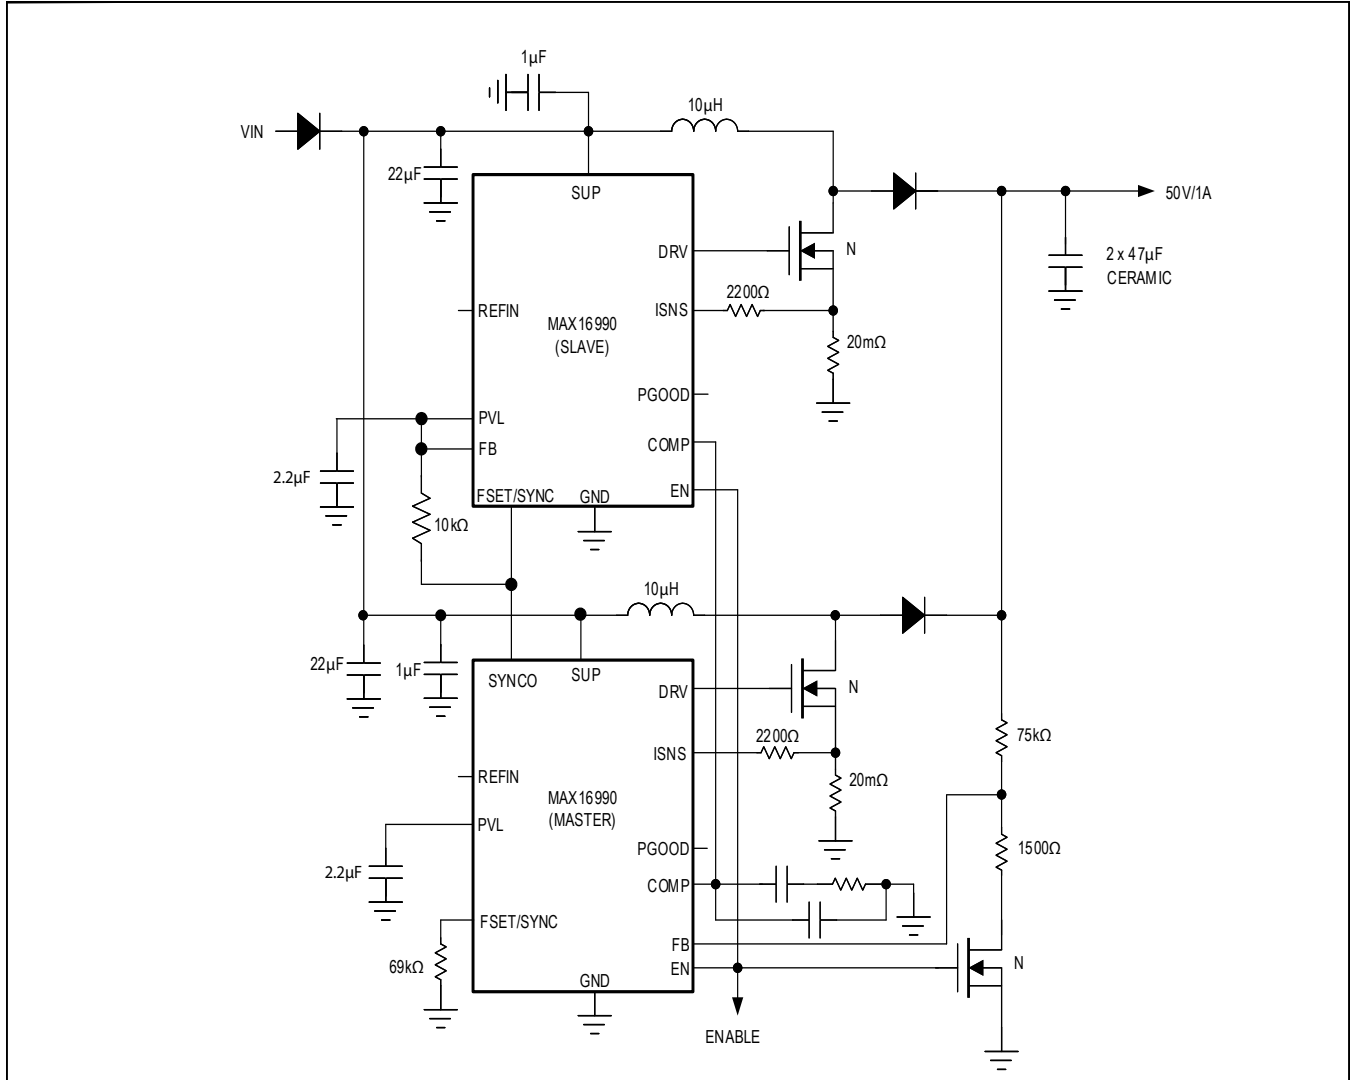 1µF
10µH
VIN
22µF
SUP
50V/1A
DRV
N
2 x 47µF
CERAMIC
2200Ω
REFIN
ISNS
MAX16990
(SLAVE)
20mΩ
PGOOD
PVL
COMP
FB
2.2µF
EN
FSET/SYNC
GND
10kΩ
10µH
22µF
1µF
SYNCO
SUP
DRV
N
2200Ω
75kΩ
ISNS
REFIN
20mΩ
MAX16990
(MASTER)
PVL
PGOOD
1500Ω
2.2µF
COMP
FSET/SYNC
FB
69kΩ
EN
N
GND
ENABLE